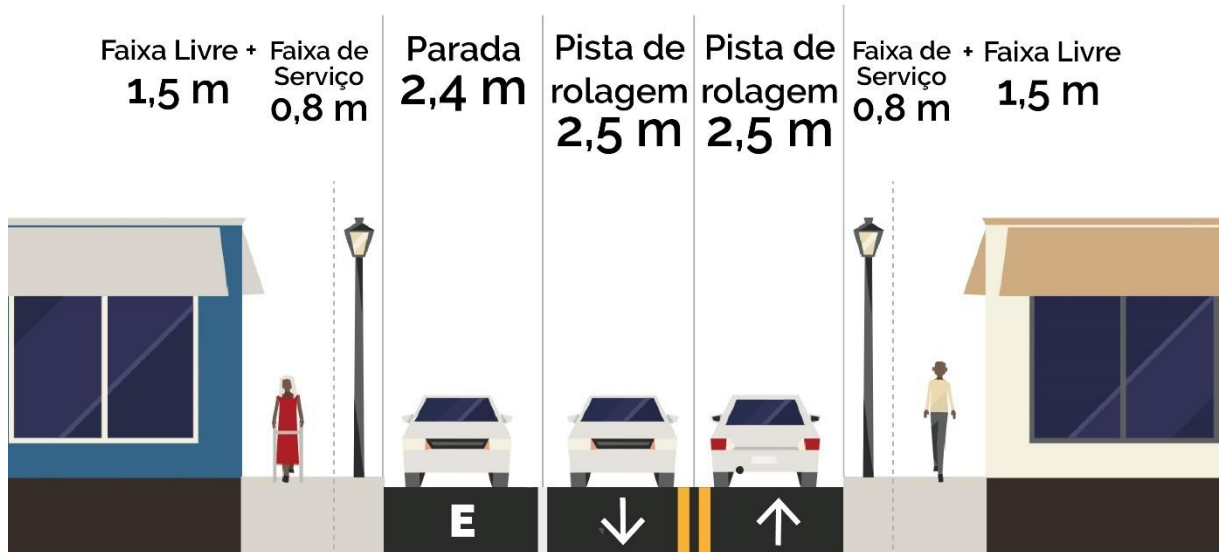 Faixa Livre + Faixa de
Serviço
1,5 m
0,8 m
Parada
2,4 m
Pista de
rolagem
2,5 m
Pista de
rolagem
2,5 m
Faixa de + Faixa Livre
Serviço
0,8 m
1,5 m
E